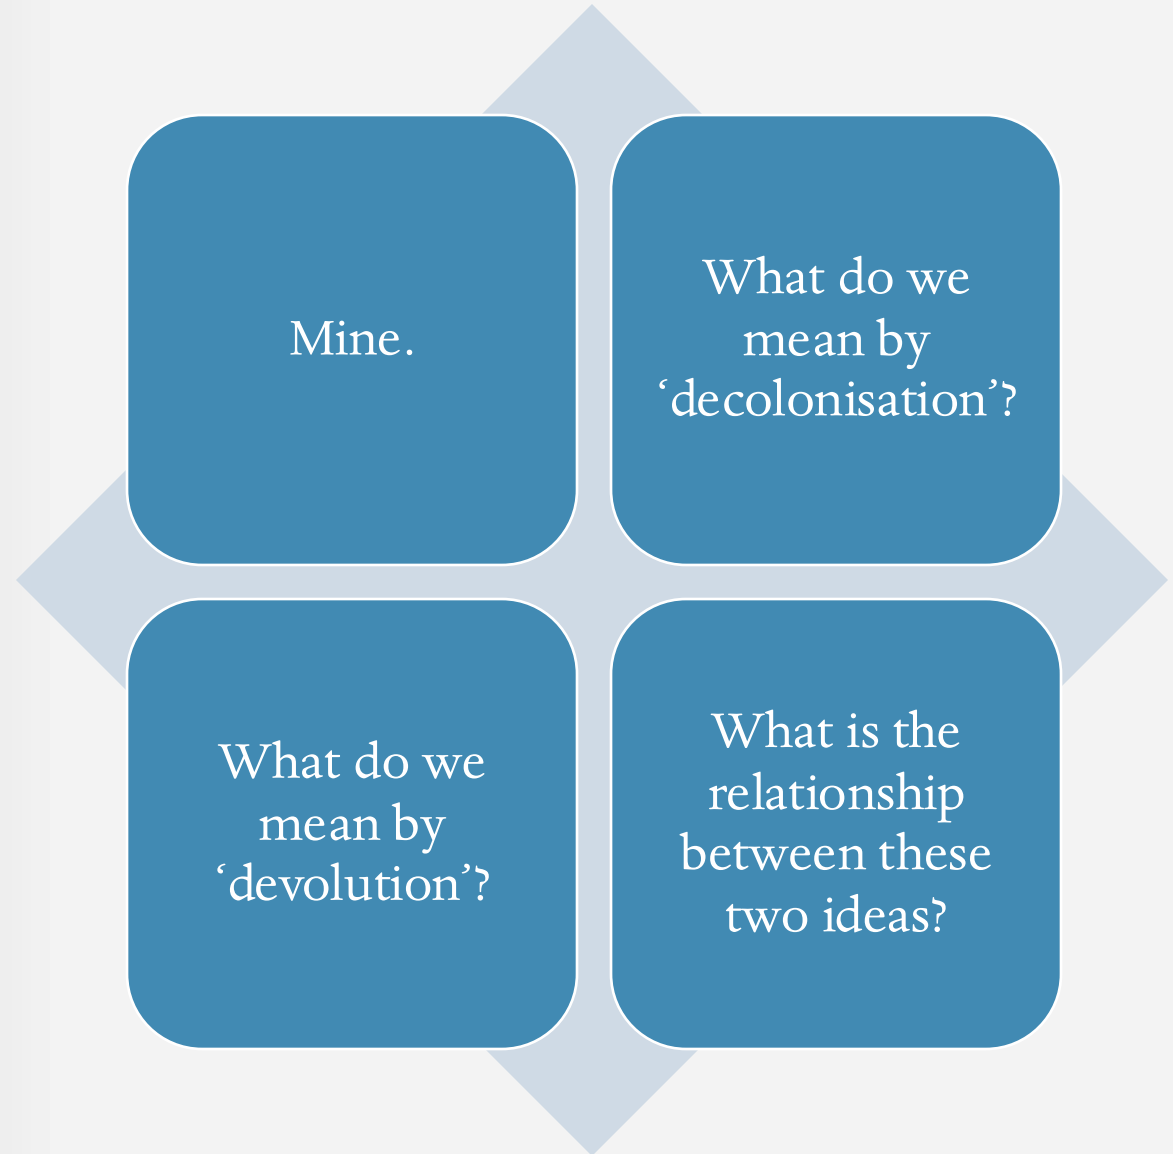 Mine.
What do we
mean by
‘decolonisation’?
What do we
mean by
‘devolution’?
What is the
relationship
between these
two ideas?